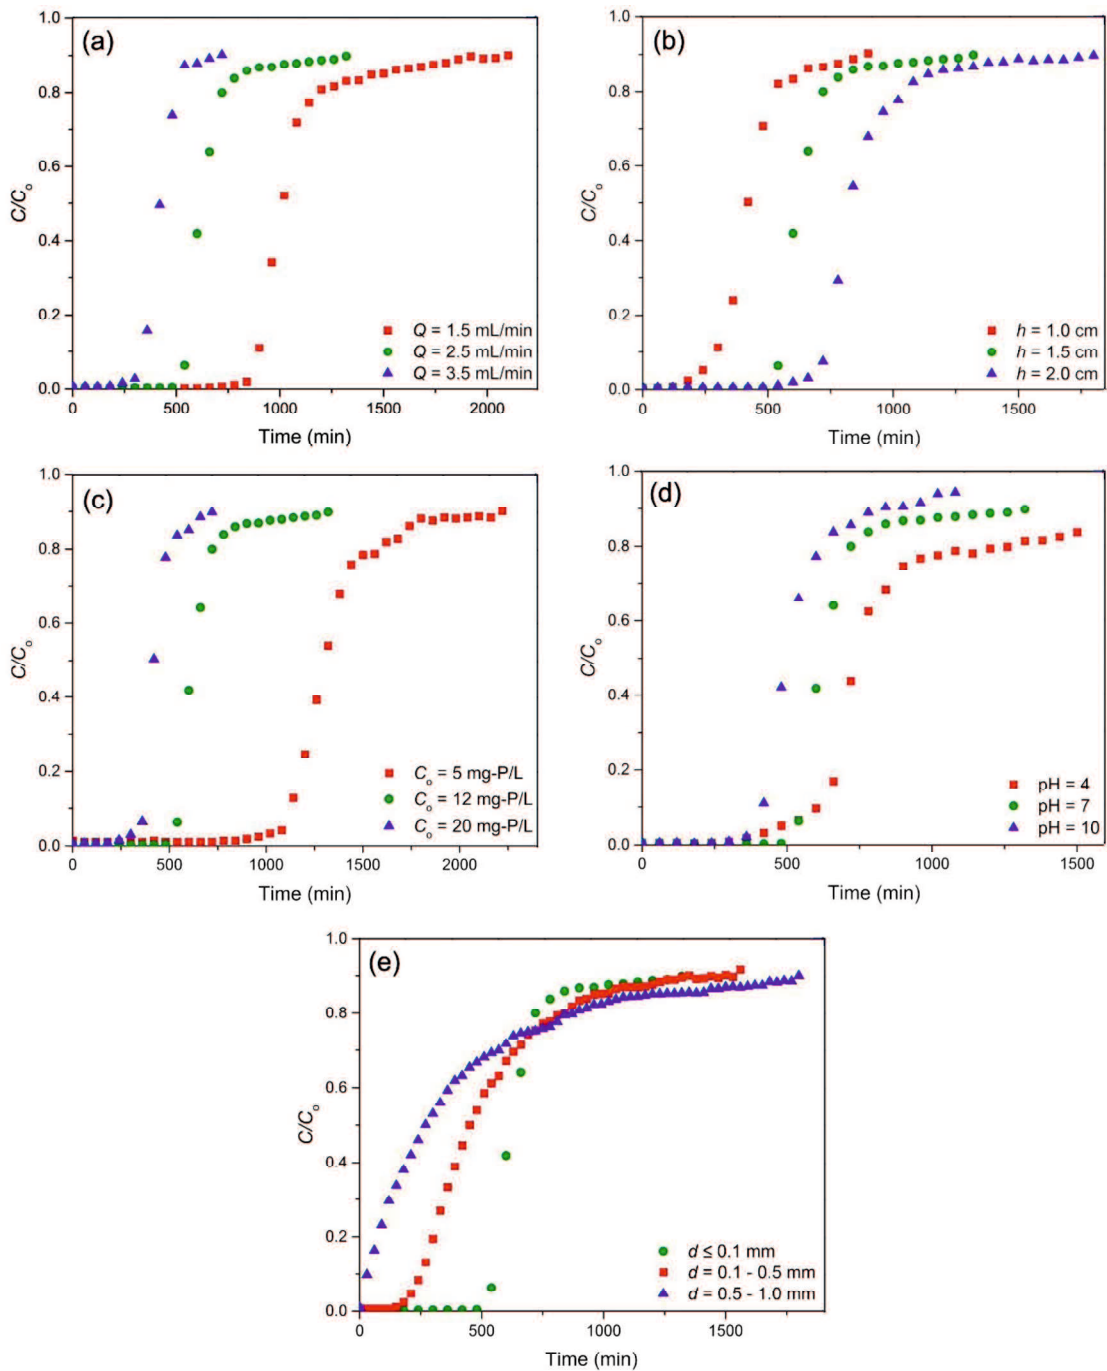 (a)
1.0
0.8
0.6
0.4
0.2
0.0
C/Co
Q = 1.5 mL/min
Q = 2.5 mL/min
Q = 3.5 mL/min
0 500 1000 1500 2000
Time (min)
(b)
1.0
0.8
0.6
0.4
0.2
0.0
C/Co
h = 1.0 cm
h = 1.5 cm
h = 2.0 cm
0 500 1000 1500
Time (min)
(c)
1.0
0.8
0.6
0.4
0.2
0.0
C/Co
Co = 5 mg-P/L
Co = 12 mg-P/L
Co = 20 mg-P/L
0 500 1000 1500 2000
Time (min)
(d)
1.0
0.8
0.6
0.4
0.2
0.0
C/Co
pH = 4
pH = 7
pH = 10
0 500 1000 1500
Time (min)
(e)
1.0
0.8
0.6
0.4
0.2
0.0
C/Co
d ≤ 0.1 mm
d = 0.1 - 0.5 mm
d = 0.5 - 1.0 mm
0 500 1000 1500
Time (min)